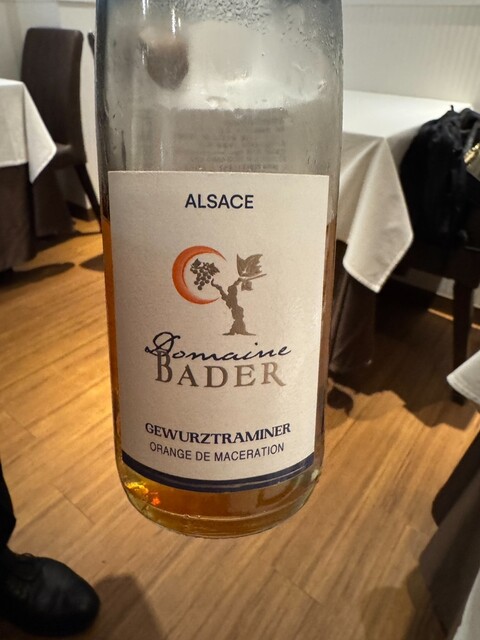 ALSACE
Domaine
BADER
GEWURZTRAMINER
ORANGE DE MACERATION